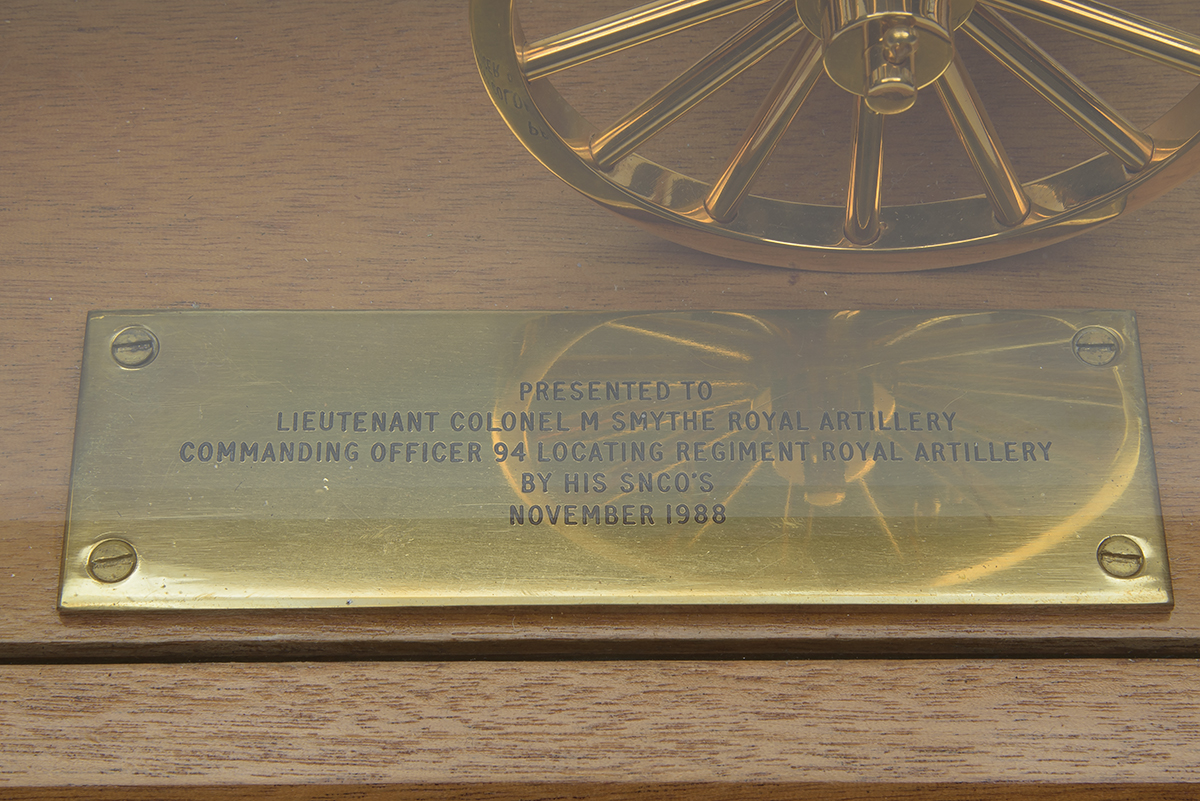 PRESENTED TO
LIEUTENANT COLONEL M SMYTHE ROYAL ARTILLERY
COMMANDING OFFICER 94 LOCATING REGIMENT ROYAL ARTILLERY
BY HIS SNCO'S
NOVEMBER 1988